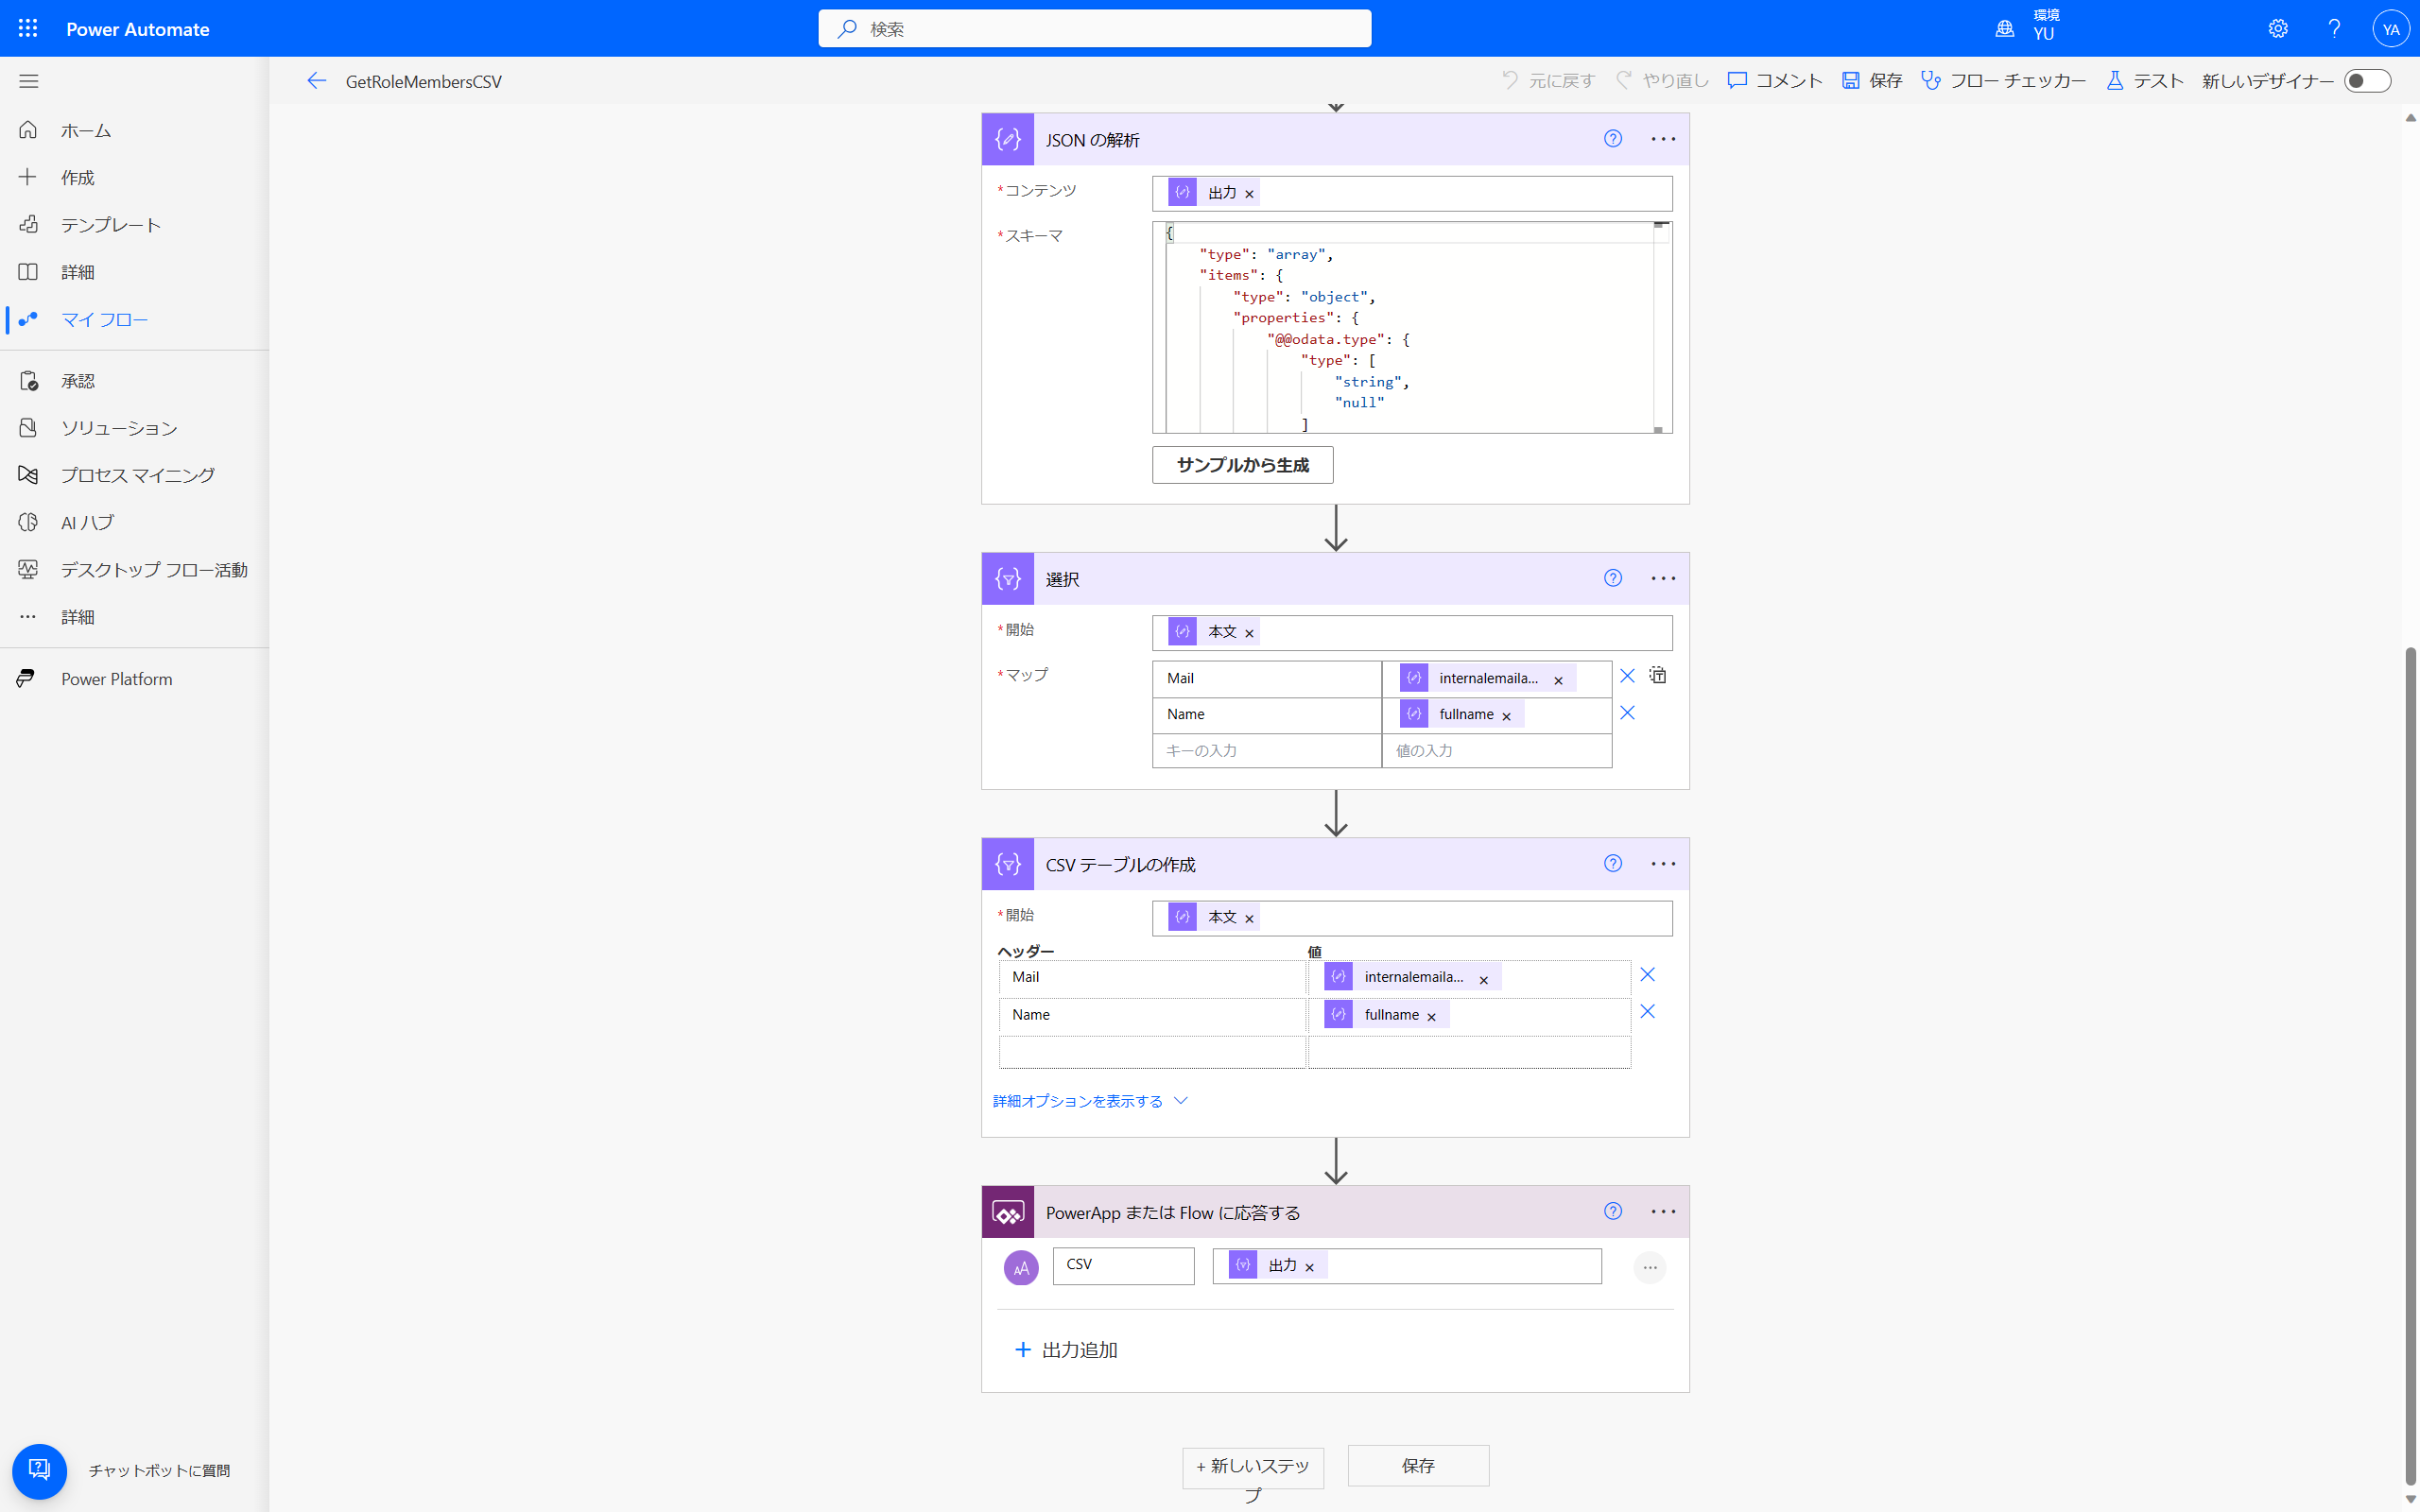 Power Automate
検索
環境
YU
YA
GetRoleMembersCSV
元に戻す
やり直し
コメント
保存
フロー チェッカー
テスト
新しいデザイナー
ホーム
作成
テンプレート
詳細
マイ フロー
承認
ソリューション
プロセス マイニング
AI ハブ
デスクトップ フロー活動
詳細
Power Platform
チャットボットに質問
JSON の解析
*コンテンツ
出力
*スキーマ
{
"type": "array",
"items": {
"type": "object",
"properties": {
"@@odata.type": {
"type": [
"string",
"null"
]
サンプルから生成
選択
*開始
本文
*マップ
Mail
internalemaila...
Name
fullname
キーの入力
値の入力
CSV テーブルの作成
*開始
本文
ヘッダー
値
Mail
internalemaila...
Name
fullname
詳細オプションを表示する
PowerApp または Flow に応答する
AA
CSV
出力
出力追加
+ 新しいステッ
プ
保存